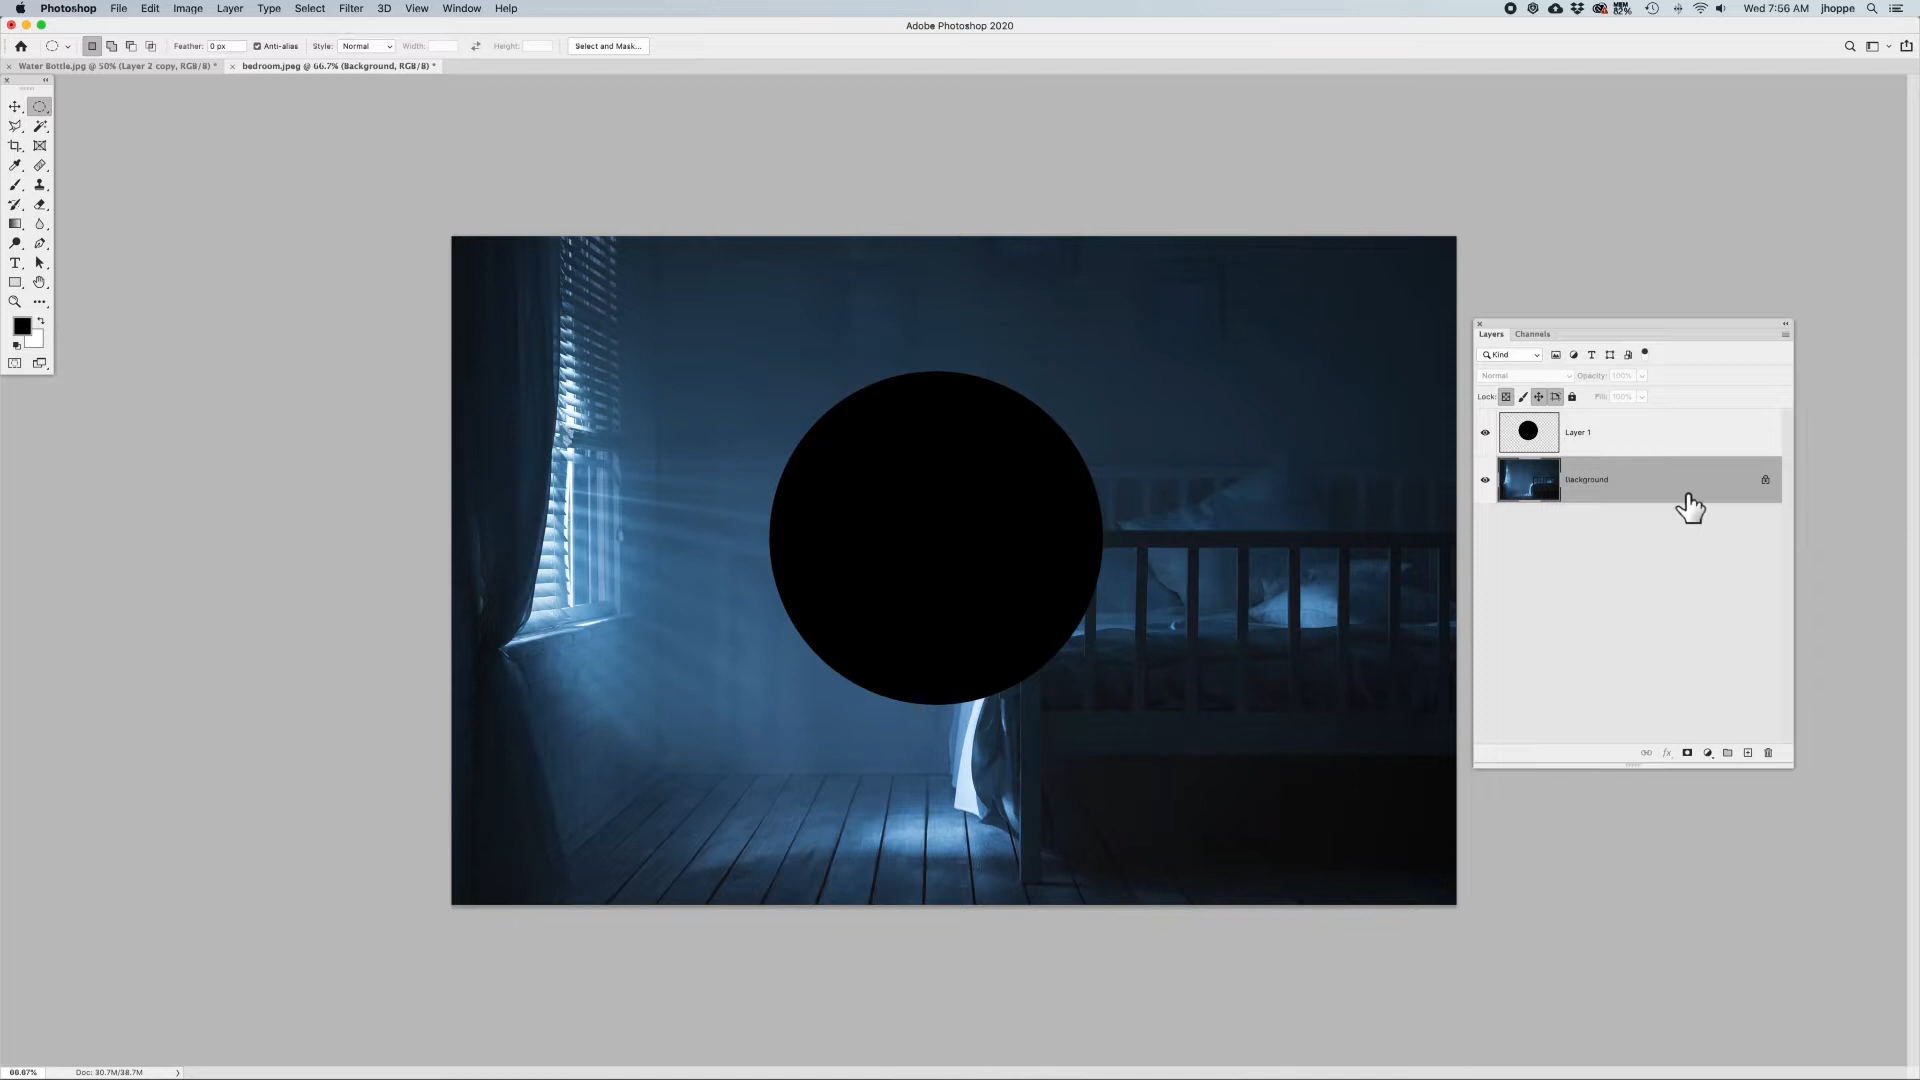 Photoshop File Edit Image Layer Type Select Filter 3D View Window Help
MEM 82% Wed 7:56 AM jhoppe
Adobe Photoshop 2020
Feather: 0 px Anti-alias Style: Normal Width: Height: Select and Mask...
Water Bottle.jpg @ 50% (Layer 2 copy, RGB/8) * bedroom.jpeg @ 66.7% (Background, RGB/8) *
Layers Channels
Kind
Normal Opacity: 100%
Lock: Fill: 100%
Layer 1
Background
66.67% Doc: 30.7M/38.7M